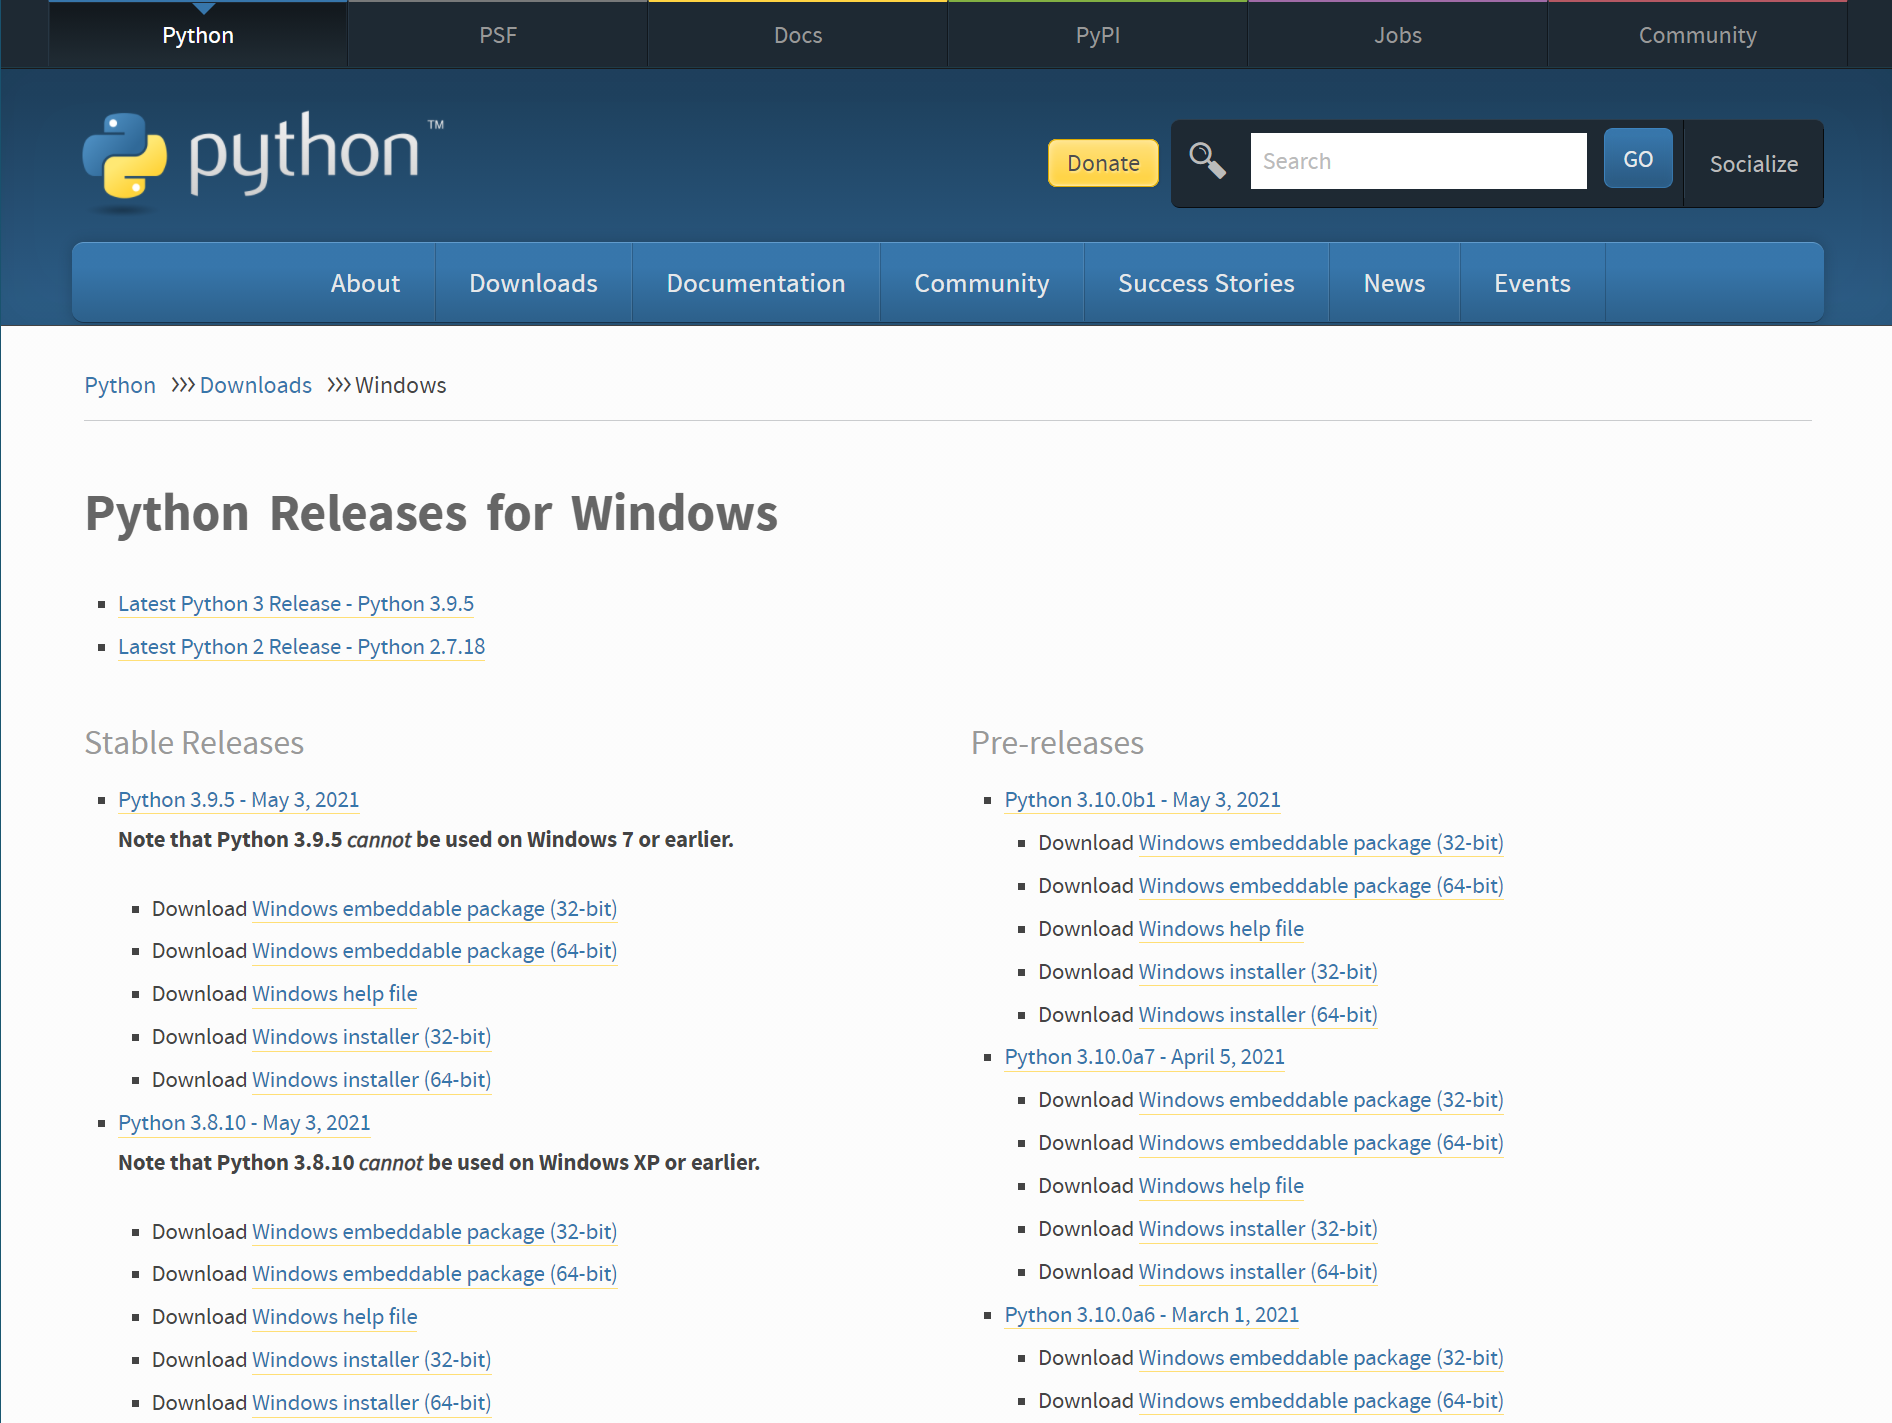 Python
PSF
Docs
PyPI
Jobs
Community
python™
Donate
Search
GO
Socialize
About
Downloads
Documentation
Community
Success Stories
News
Events
Python >>> Downloads >>> Windows
Python Releases for Windows
Latest Python 3 Release - Python 3.9.5
Latest Python 2 Release - Python 2.7.18
Stable Releases
Python 3.9.5 - May 3, 2021
Note that Python 3.9.5 cannot be used on Windows 7 or earlier.
Download Windows embeddable package (32-bit)
Download Windows embeddable package (64-bit)
Download Windows help file
Download Windows installer (32-bit)
Download Windows installer (64-bit)
Python 3.8.10 - May 3, 2021
Note that Python 3.8.10 cannot be used on Windows XP or earlier.
Download Windows embeddable package (32-bit)
Download Windows embeddable package (64-bit)
Download Windows help file
Download Windows installer (32-bit)
Download Windows installer (64-bit)
Pre-releases
Python 3.10.0b1 - May 3, 2021
Download Windows embeddable package (32-bit)
Download Windows embeddable package (64-bit)
Download Windows help file
Download Windows installer (32-bit)
Download Windows installer (64-bit)
Python 3.10.0a7 - April 5, 2021
Download Windows embeddable package (32-bit)
Download Windows embeddable package (64-bit)
Download Windows help file
Download Windows installer (32-bit)
Download Windows installer (64-bit)
Python 3.10.0a6 - March 1, 2021
Download Windows embeddable package (32-bit)
Download Windows embeddable package (64-bit)